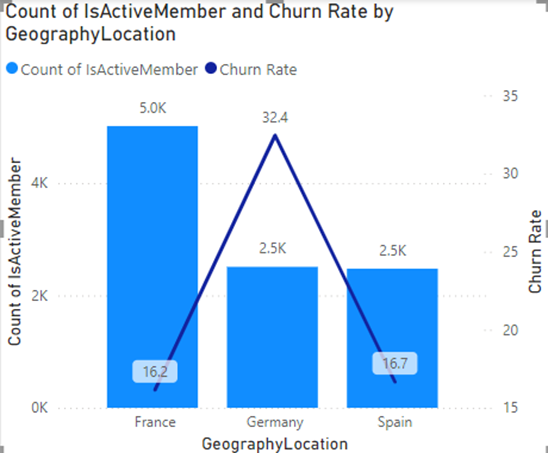 Count of IsActiveMember and Churn Rate by
GeographyLocation
Count of IsActiveMember Churn Rate
5.0K
32.4
2.5K
2.5K
16.2
16.7
4K
2K
0K
35
30
25
20
15
Count of IsActiveMember
Churn Rate
France Germany Spain
GeographyLocation